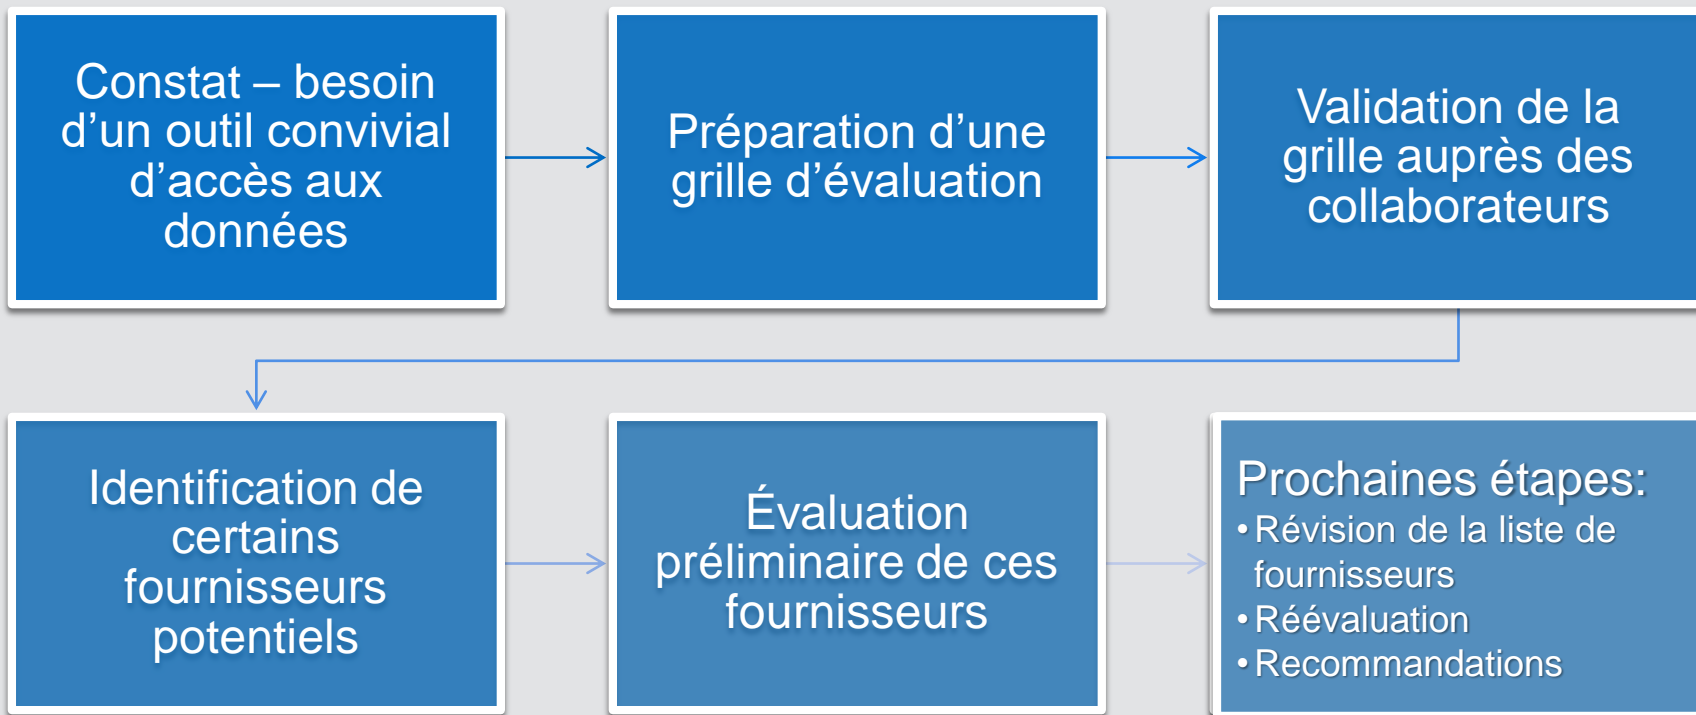 Constat – besoin
d’un outil convivial
d’accès aux
données
Préparation d’une
grille d’évaluation
Validation de la
grille auprès des
collaborateurs
Identification de
certains
fournisseurs
potentiels
Évaluation
préliminaire de ces
fournisseurs
Prochaines étapes:
• Révision de la liste de
fournisseurs
• Réévaluation
• Recommandations